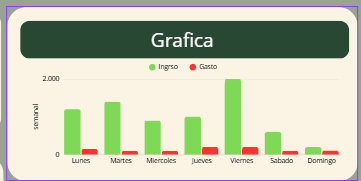 Grafica
Ingrso Gasto
2.000
semanal
0
Lunes Martes Miercoles Jueves Viernes Sabado Domingo